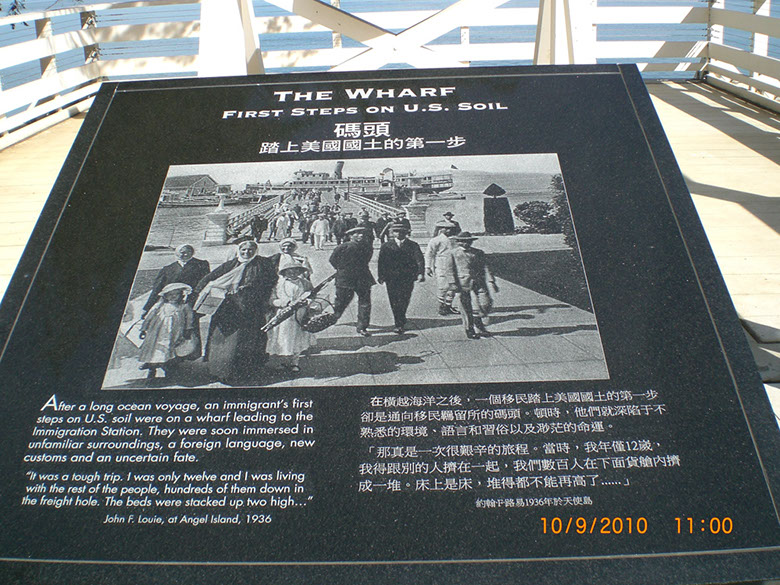 THE WHARF
FIRST STEPS ON U.S. SOIL
碼頭
踏上美國國土的第一步
After a long ocean voyage, an immigrant's first
steps on U.S. soil were on a wharf leading to the
Immigration Station. They were soon immersed in
unfamiliar surroundings, a foreign language, new
customs and an uncertain fate.
"It was a tough trip. I was only twelve and I was living
with the rest of the people, hundreds of them down in
the freight hole. The beds were stacked up two high…"
John F. Louie, at Angel Island, 1936
在橫越海洋之後，一個移民踏上美國國土的第一步
卻是通向移民羈留所的碼頭。頓時，他們就深陷于不
熟悉的環境、語言和習俗以及渺茫的命運。
「那真是一次很艱辛的旅程。當時，我年僅12歲，
我得跟別的人擠在一起，我們數百人在下面貨艙內擠
成一堆。床上是床，堆得都不能再高了……」
約翰·F·路易1936年於天使島
10/9/2010 11:00